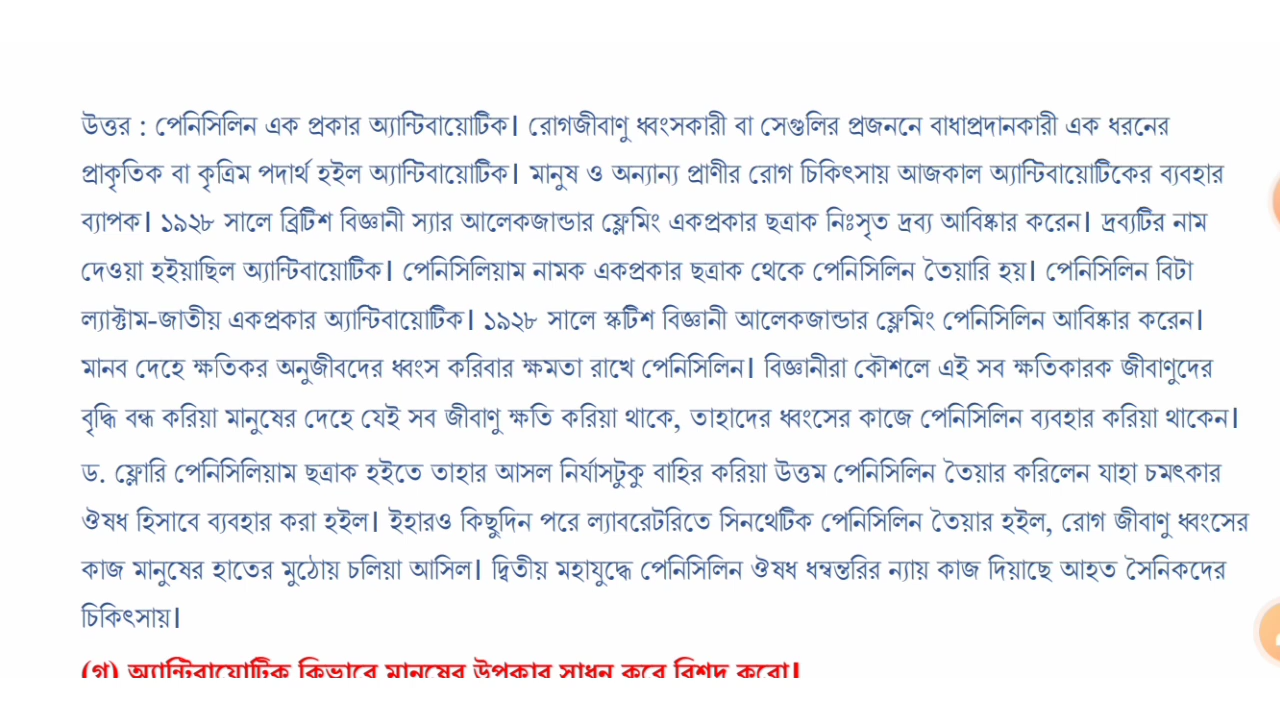 উত্তর : পেনিসিলিন এক প্রকার অ্যান্টিবায়োটিক। রোগজীবাণু ধ্বংসকারী বা সেগুলির প্রজননে বাধাপ্রদানকারী এক ধরনের
প্রাকৃতিক বা কৃত্রিম পদার্থ হইল অ্যান্টিবায়োটিক। মানুষ ও অন্যান্য প্রাণীর রোগ চিকিৎসায় আজকাল অ্যান্টিবায়োটিকের ব্যবহার
ব্যাপক। ১৯২৮ সালে ব্রিটিশ বিজ্ঞানী স্যার আলেকজান্ডার ফ্লেমিং একপ্রকার ছত্রাক নিঃসৃত দ্রব্য আবিষ্কার করেন। দ্রব্যটির নাম
দেওয়া হইয়াছিল অ্যান্টিবায়োটিক। পেনিসিলিয়াম নামক একপ্রকার ছত্রাক থেকে পেনিসিলিন তৈয়ারি হয়। পেনিসিলিন বিটা
ল্যাক্টাম-জাতীয় একপ্রকার অ্যান্টিবায়োটিক। ১৯২৮ সালে স্কটিশ বিজ্ঞানী আলেকজান্ডার ফ্লেমিং পেনিসিলিন আবিষ্কার করেন।
মানব দেহে ক্ষতিকর অনুজীবদের ধ্বংস করিবার ক্ষমতা রাখে পেনিসিলিন। বিজ্ঞানীরা কৌশলে এই সব ক্ষতিকারক জীবাণুদের
বৃদ্ধি বন্ধ করিয়া মানুষের দেহে যেই সব জীবাণু ক্ষতি করিয়া থাকে, তাহাদের ধ্বংসের কাজে পেনিসিলিন ব্যবহার করিয়া থাকেন।
ড. ফ্লোরি পেনিসিলিয়াম ছত্রাক হইতে তাহার আসল নির্যাসটুকু বাহির করিয়া উত্তম পেনিসিলিন তৈয়ার করিলেন যাহা চমৎকার
ঔষধ হিসাবে ব্যবহার করা হইল। ইহারও কিছুদিন পরে ল্যাবরেটরিতে সিনথেটিক পেনিসিলিন তৈয়ার হইল, রোগ জীবাণু ধ্বংসের
কাজ মানুষের হাতের মুঠোয় চলিয়া আসিল। দ্বিতীয় মহাযুদ্ধে পেনিসিলিন ঔষধ ধন্বন্তরির ন্যায় কাজ দিয়াছে আহত সৈনিকদের
চিকিৎসায়।
(গ) অ্যান্টিবায়োটিক কিভাবে মানুষের উপকার সাধন করে বিশদ করো।